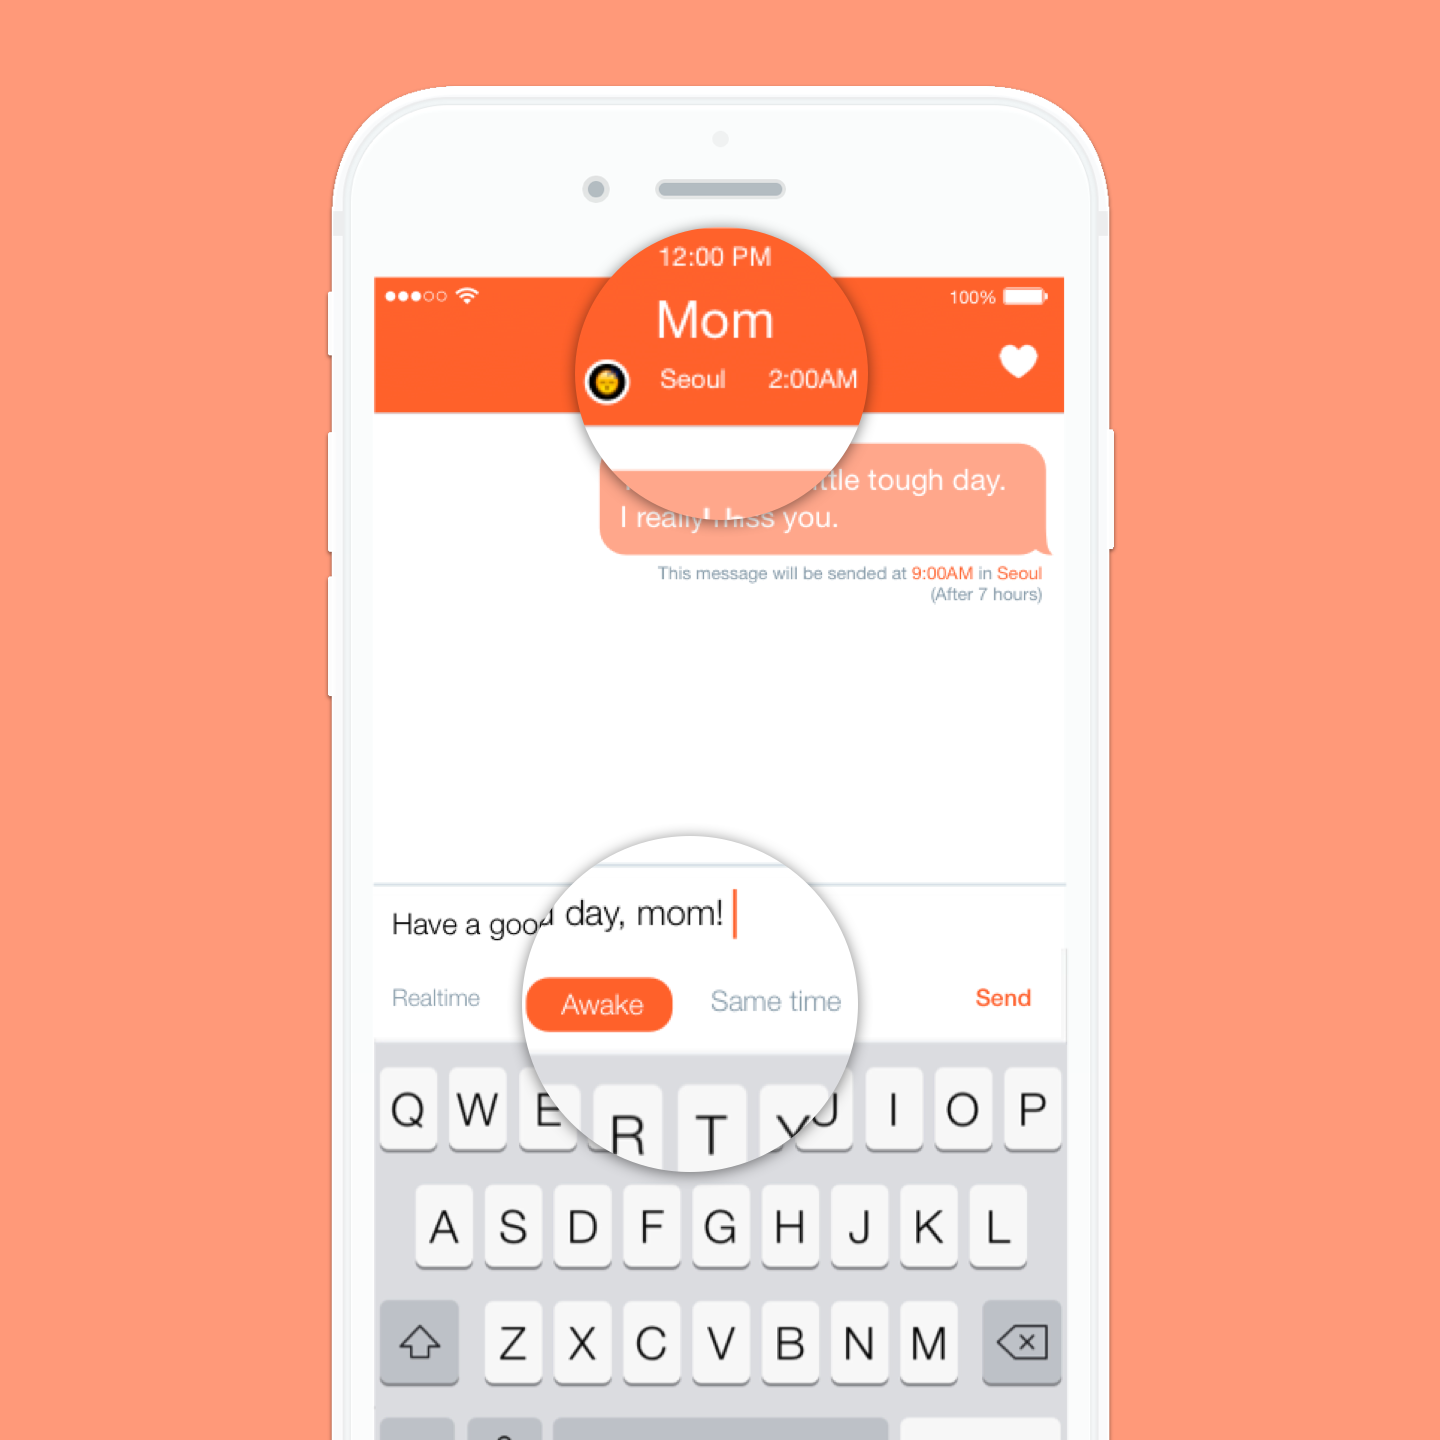 12:00 PM
100%
Mom
Seoul 2:00AM
ttle tough day.
I really miss you.
This message will be sended at 9:00AM in Seoul
(After 7 hours)
Have a good day, mom!
Realtime Awake Same time Send
Q W E R T Y U I O P
A S D F G H J K L
Z X C V B N M